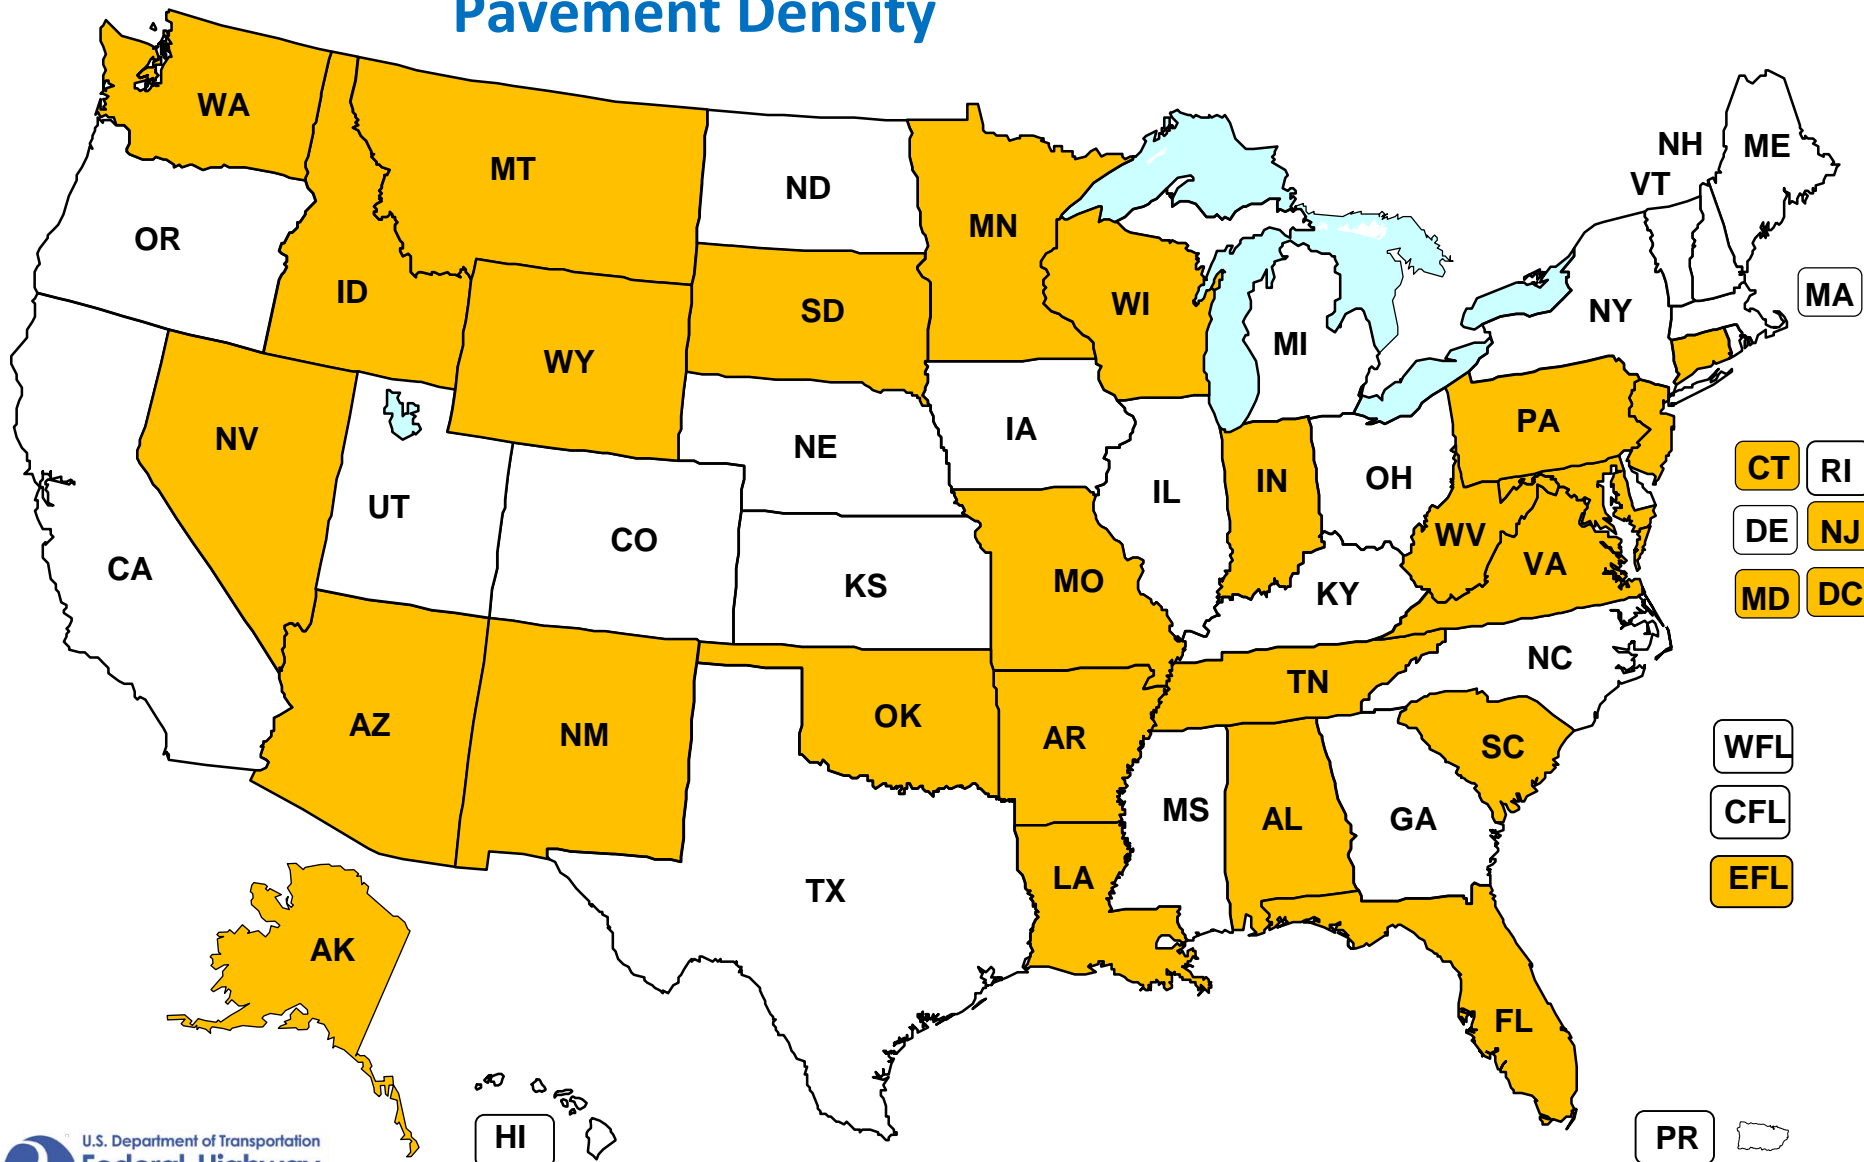 Pavement Density
WA
MT
ND
MN
NH
ME
VT
OR
ID
SD
WI
MI
NY
MA
WY
NV
NE
IA
PA
UT
CO
IL
IN
OH
CT
RI
CA
KS
MO
KY
WV
VA
DE
NJ
MD
DC
AZ
NM
OK
AR
TN
NC
SC
WFL
MS
AL
GA
CFL
TX
LA
EFL
AK
FL
HI
PR
U.S. Department of Transportation
Federal Highway